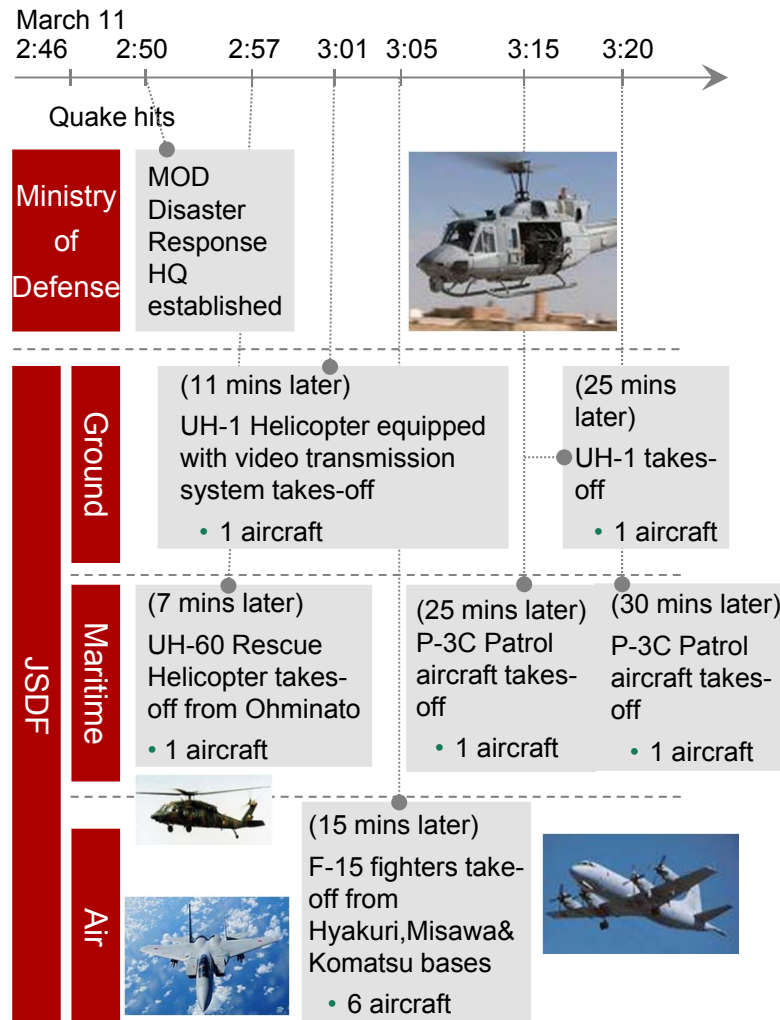 March 11
2:46 2:50 2:57 3:01 3:05 3:15 3:20
Quake hits
Ministry
of
Defense
MOD
Disaster
Response
HQ
established
JSDF
Ground
(11 mins later)
UH-1 Helicopter equipped
with video transmission
system takes-off
• 1 aircraft
(25 mins
later)
UH-1 takes-
off
• 1 aircraft
Maritime
(7 mins later)
UH-60 Rescue
Helicopter takes-
off from Ohminato
• 1 aircraft
(25 mins later)
P-3C Patrol
aircraft takes-
off
• 1 aircraft
(30 mins later)
P-3C Patrol
aircraft takes-
off
• 1 aircraft
Air
(15 mins later)
F-15 fighters take-
off from
Hyakuri,Misawa&
Komatsu bases
• 6 aircraft